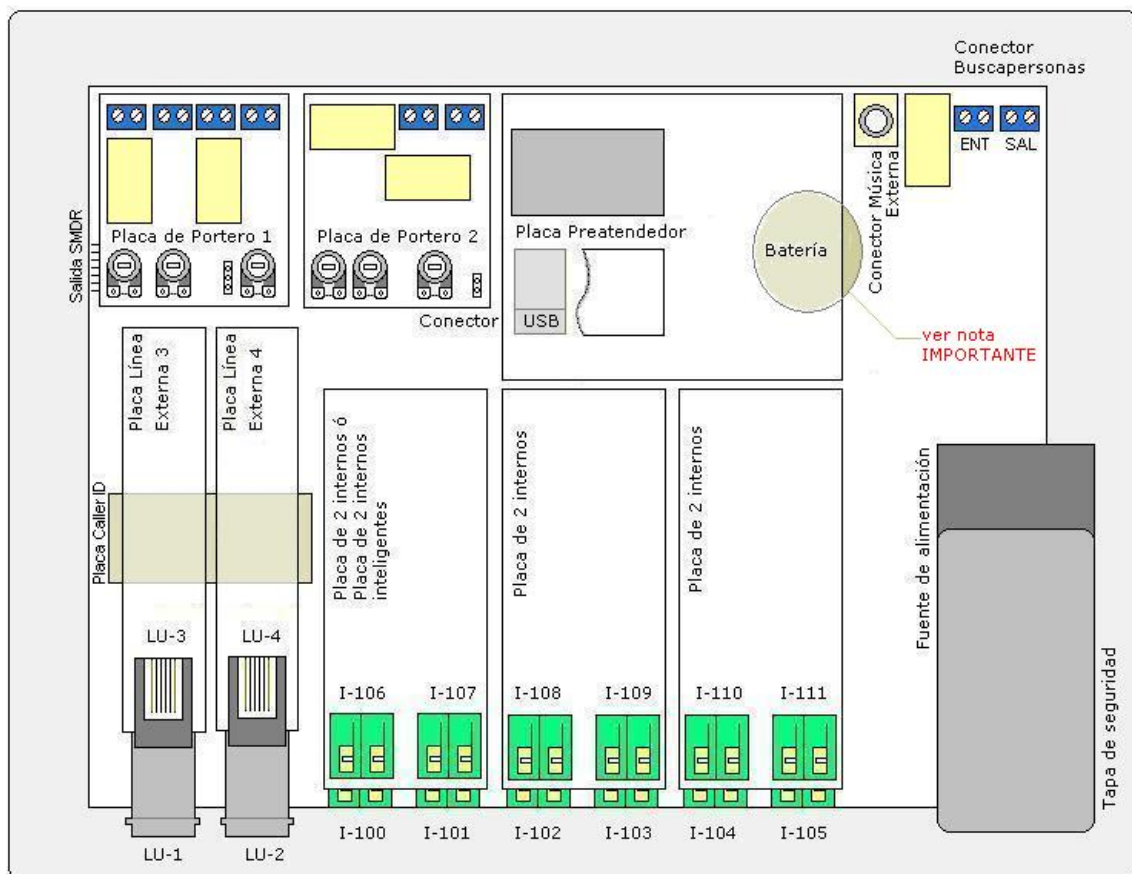 Conector
Buscapersonas
ENT
SAL
Conector Música
Externa
Salida SMDR
Placa de Portero 1
Placa de Portero 2
Placa Preatendedor
Batería
Conector
USB
ver nota
IMPORTANTE
Placa Línea
Externa 3
Placa Línea
Externa 4
Placa Caller ID
Placa de 2 internos ó
Placa de 2 internos
inteligentes
Placa de 2 internos
Placa de 2 internos
Fuente de alimentación
Tapa de seguridad
LU-3
LU-4
I-106
I-107
I-108
I-109
I-110
I-111
I-100
I-101
I-102
I-103
I-104
I-105
LU-1
LU-2